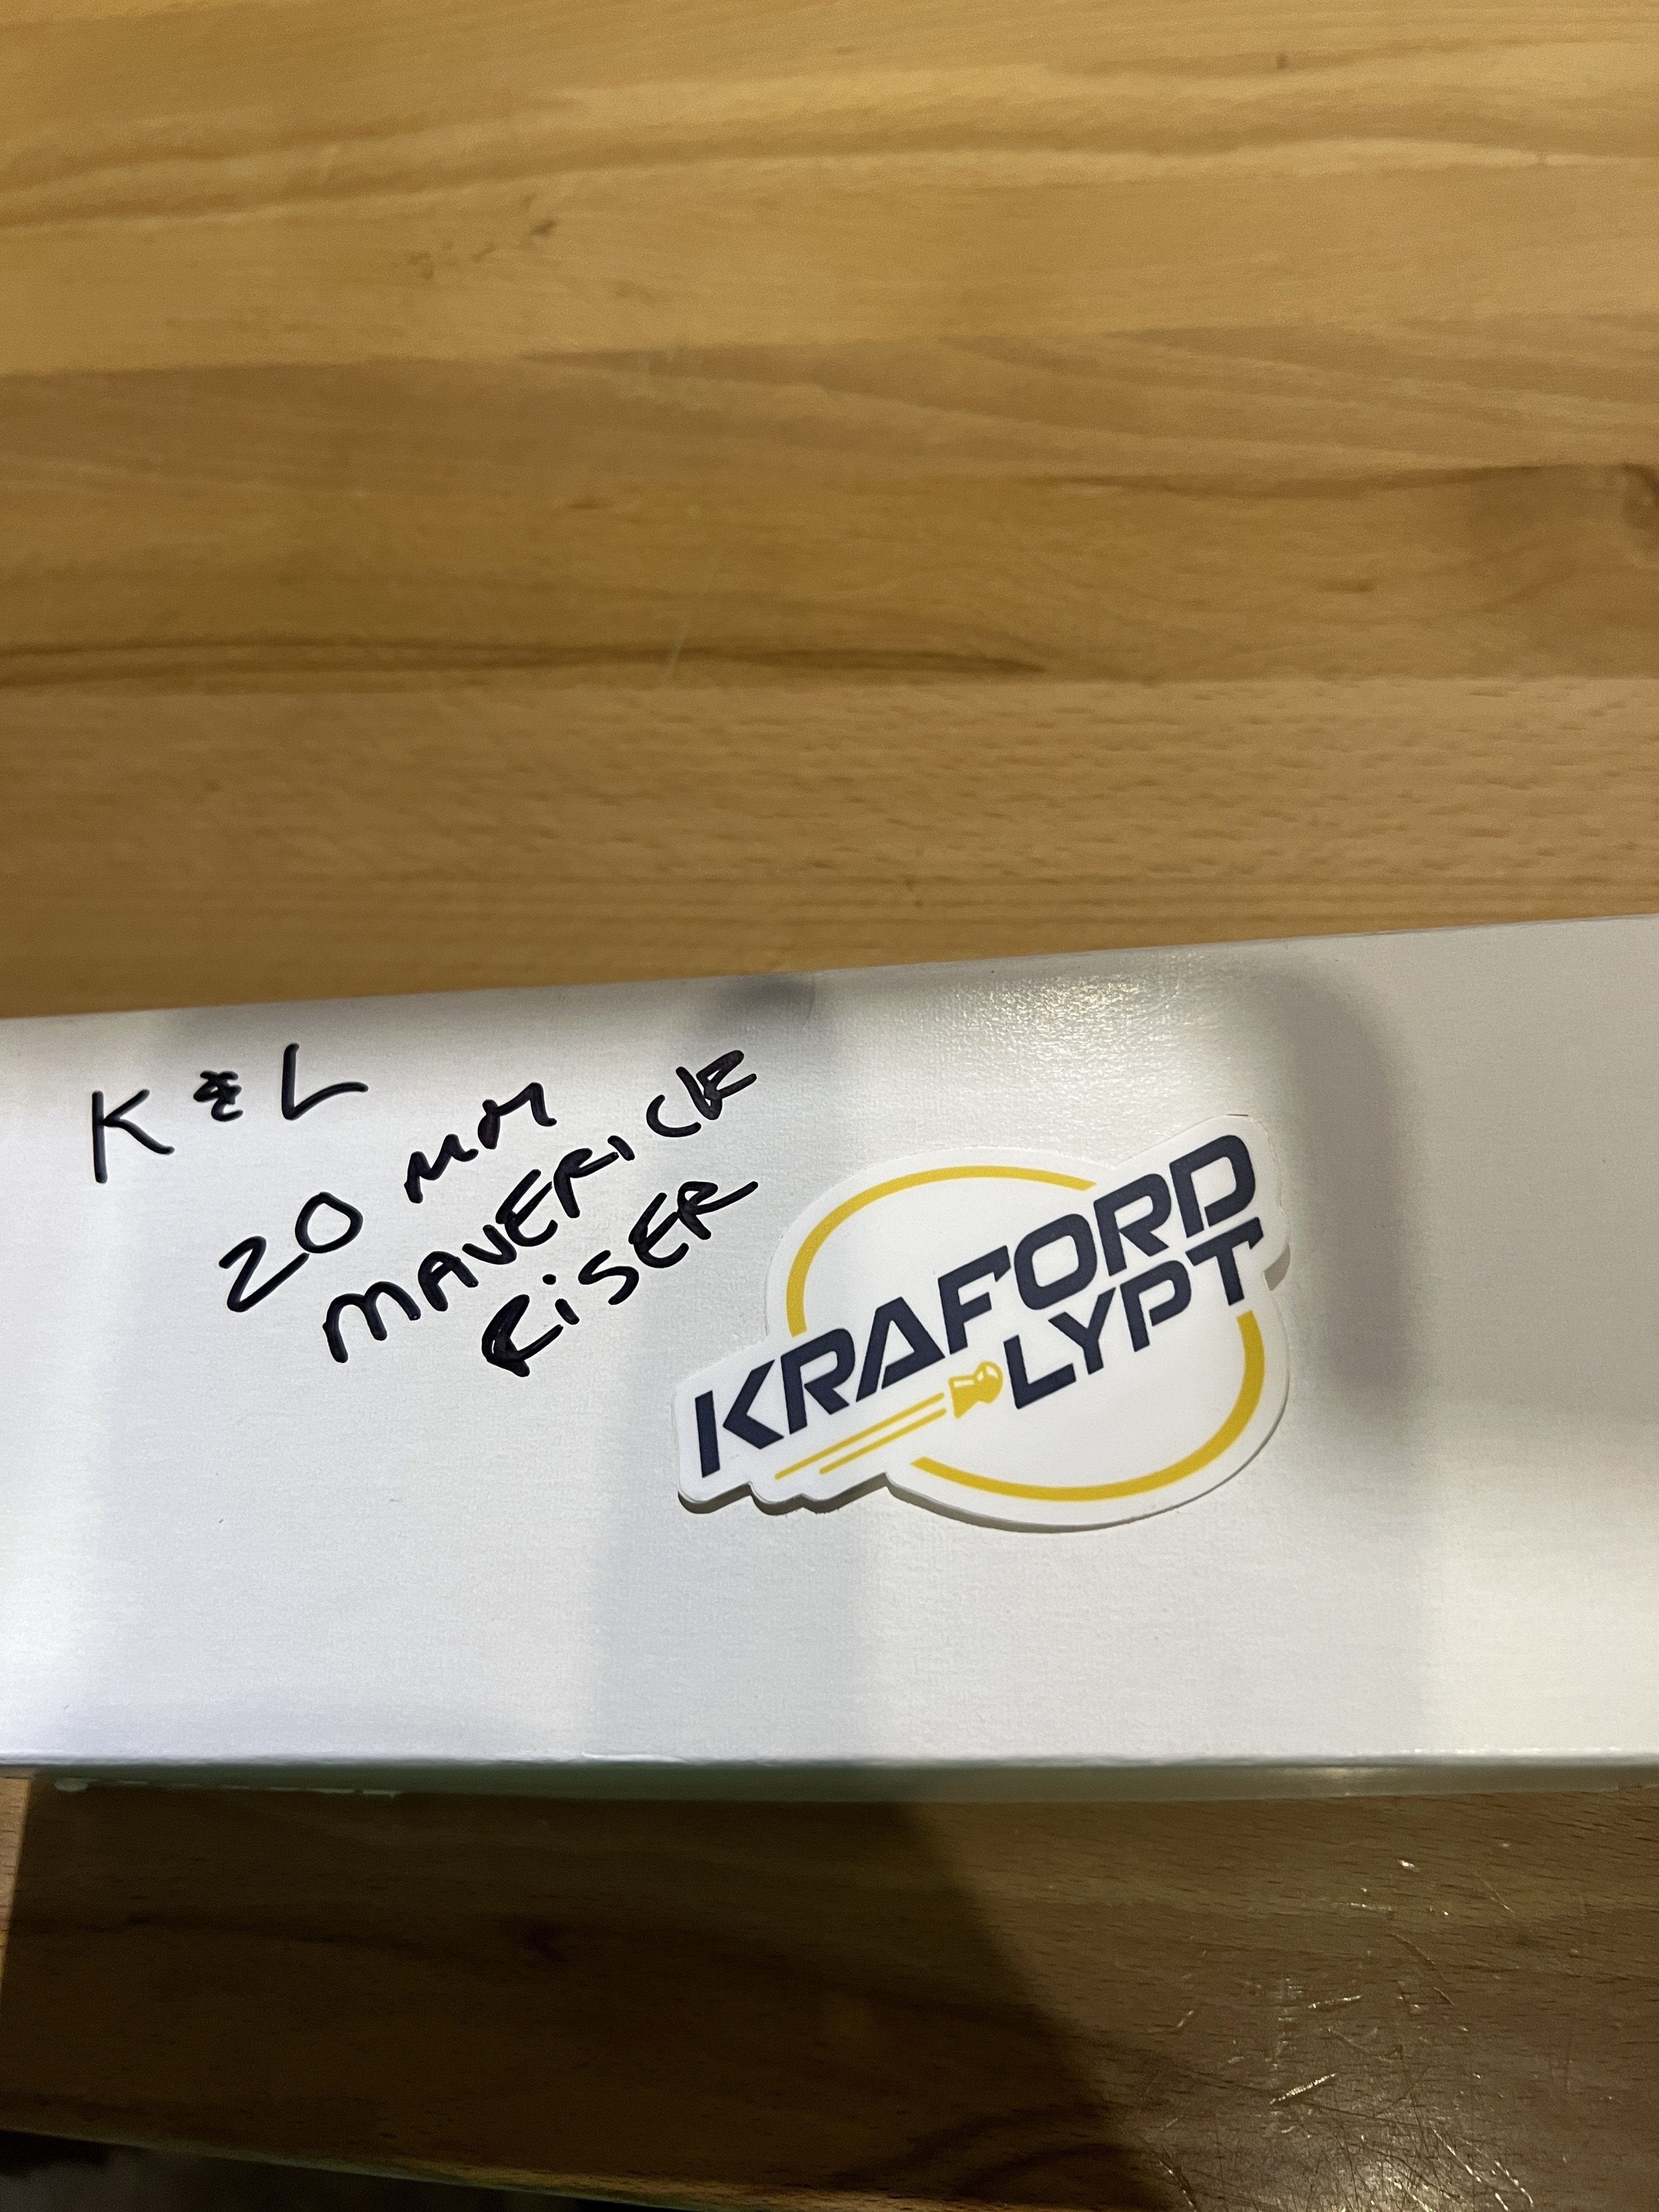 K & L
20 MM
MAVERICK
RiSER
KRAFORD
LYPT